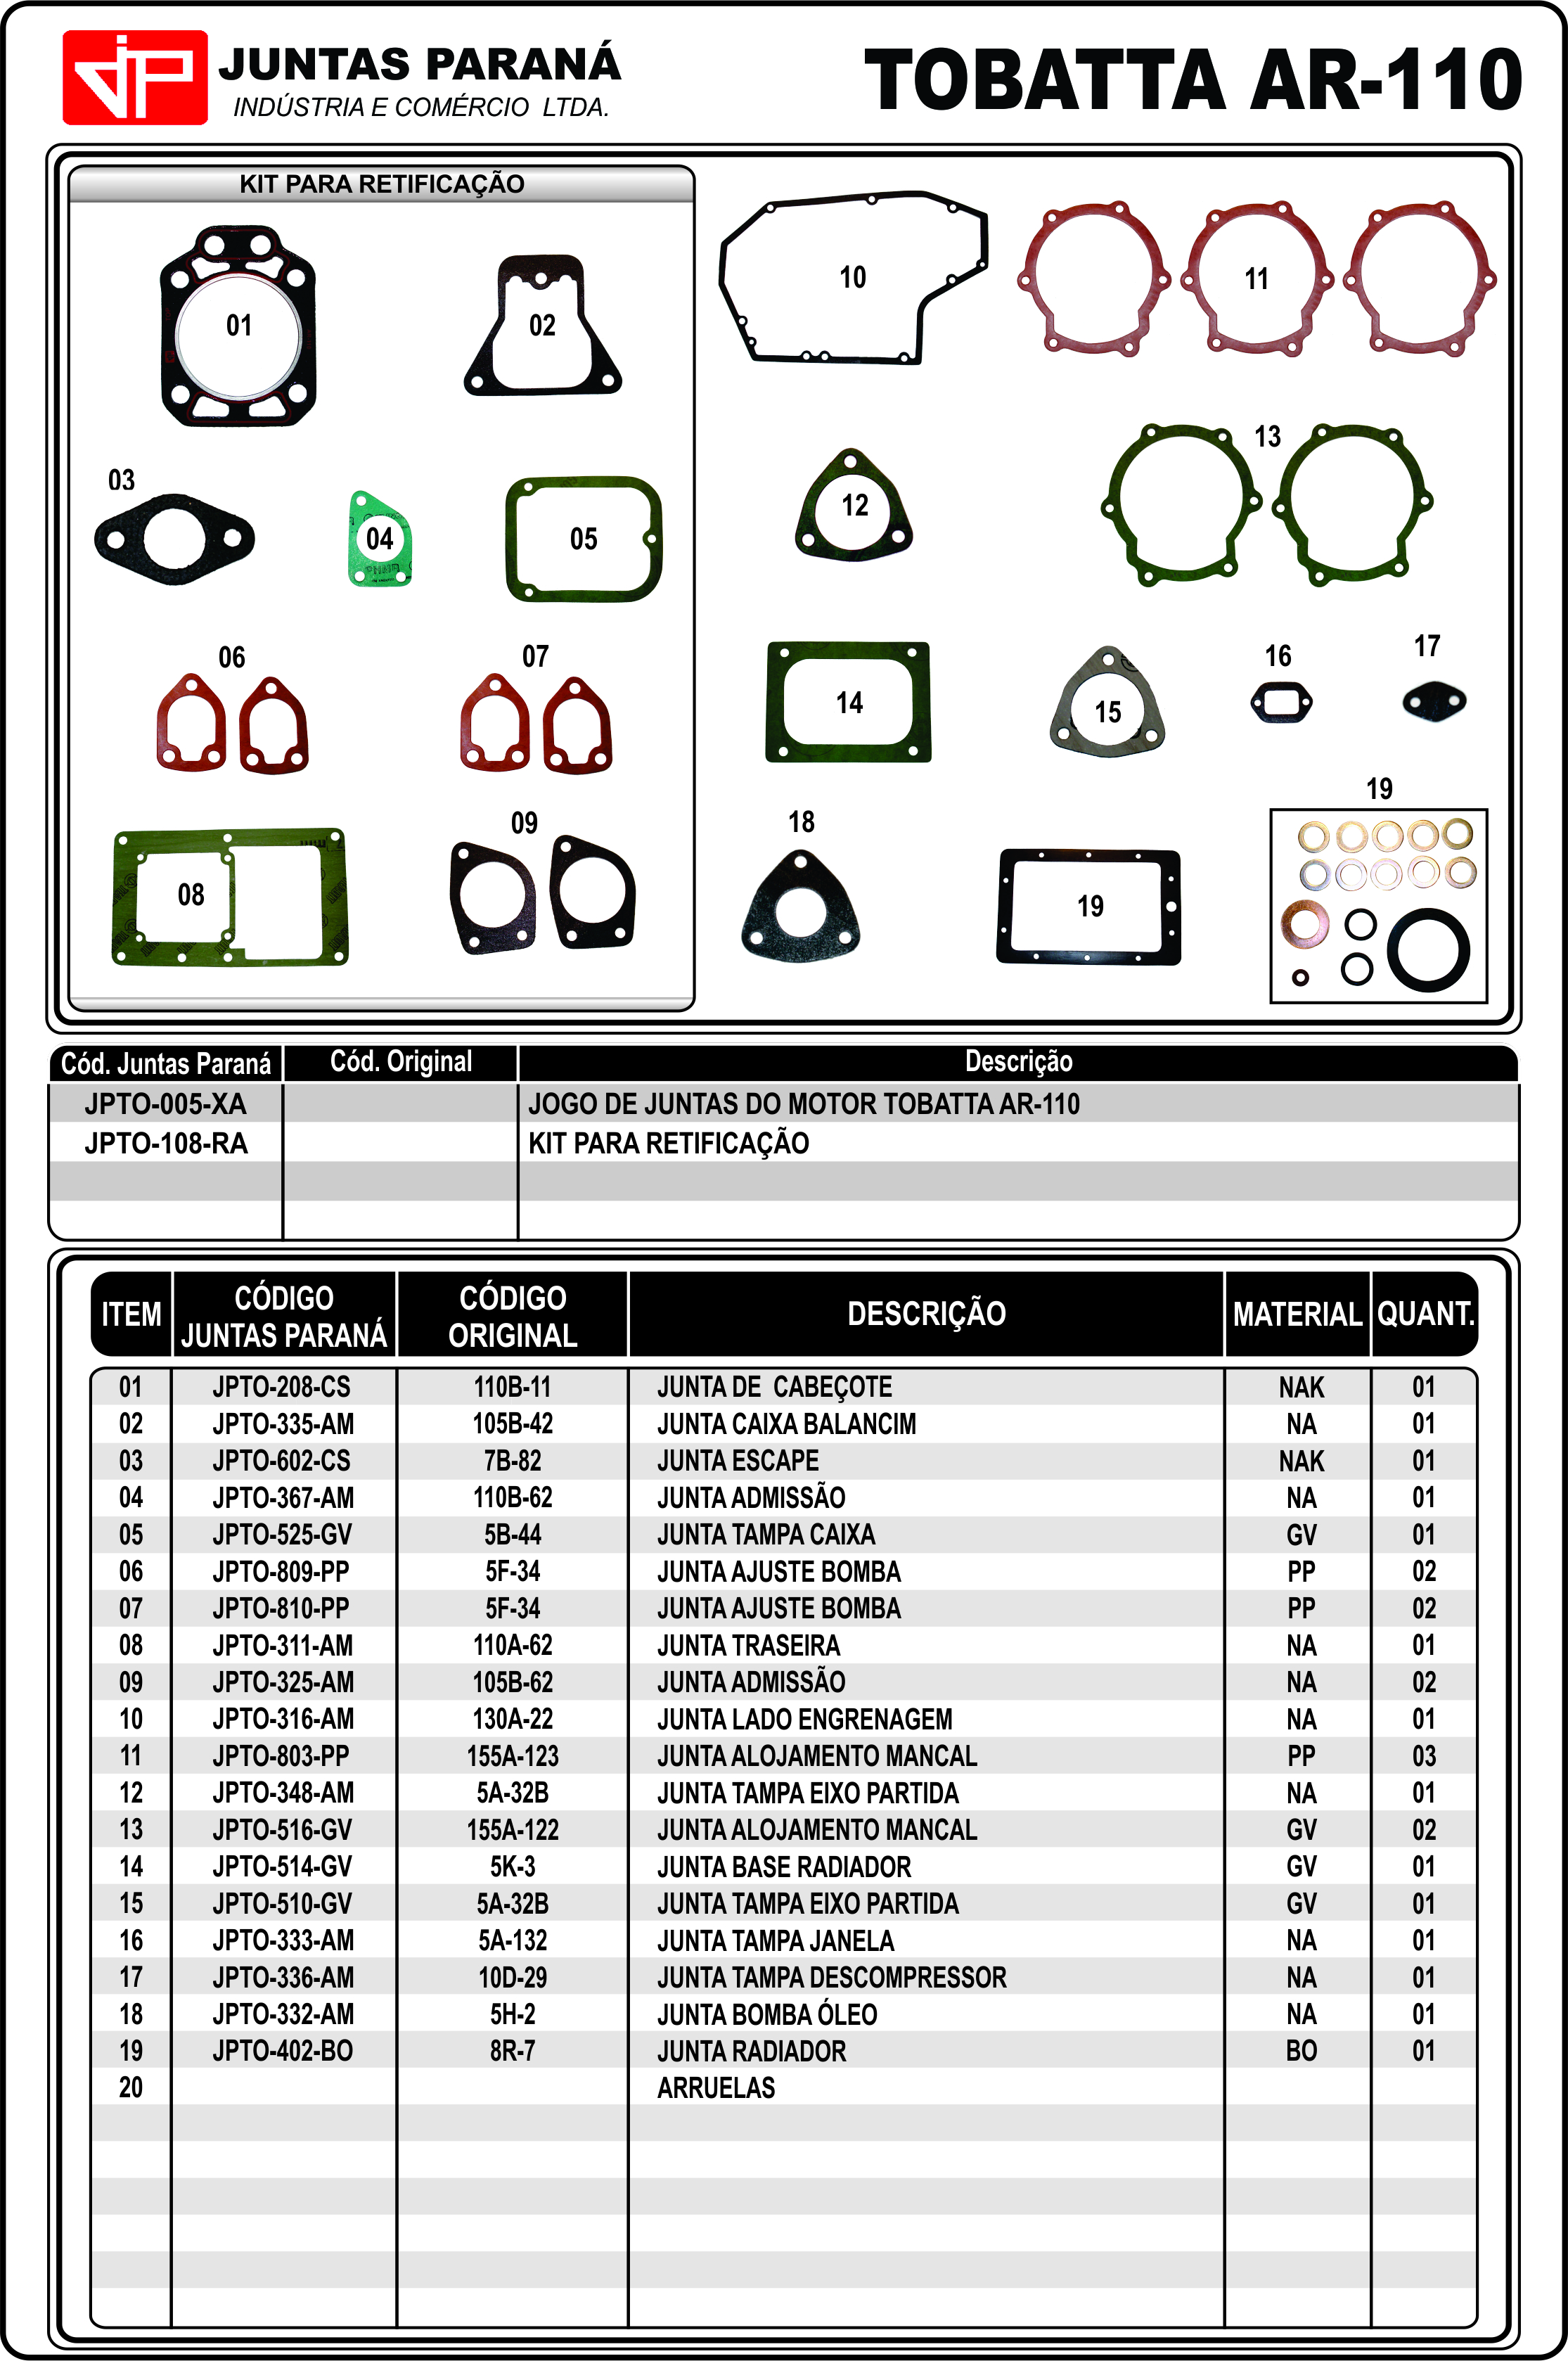 JUNTAS PARANÁ
INDÚSTRIA E COMÉRCIO LTDA.
TOBATTA AR-110
KIT PARA RETIFICAÇÃO
01
02
03
04
05
06
07
08
09
10
11
12
13
14
15
16
17
18
19
19
Cód. Juntas Paraná Cód. Original Descrição
JPTO-005-XA JOGO DE JUNTAS DO MOTOR TOBATTA AR-110
JPTO-108-RA KIT PARA RETIFICAÇÃO
ITEM CÓDIGO JUNTAS PARANÁ CÓDIGO ORIGINAL DESCRIÇÃO MATERIAL QUANT.
01 JPTO-208-CS 110B-11 JUNTA DE CABEÇOTE NAK 01
02 JPTO-335-AM 105B-42 JUNTA CAIXA BALANCIM NA 01
03 JPTO-602-CS 7B-82 JUNTA ESCAPE NAK 01
04 JPTO-367-AM 110B-62 JUNTA ADMISSÃO NA 01
05 JPTO-525-GV 5B-44 JUNTA TAMPA CAIXA GV 01
06 JPTO-809-PP 5F-34 JUNTA AJUSTE BOMBA PP 02
07 JPTO-810-PP 5F-34 JUNTA AJUSTE BOMBA PP 02
08 JPTO-311-AM 110A-62 JUNTA TRASEIRA NA 01
09 JPTO-325-AM 105B-62 JUNTA ADMISSÃO NA 02
10 JPTO-316-AM 130A-22 JUNTA LADO ENGRENAGEM NA 01
11 JPTO-803-PP 155A-123 JUNTA ALOJAMENTO MANCAL PP 03
12 JPTO-348-AM 5A-32B JUNTA TAMPA EIXO PARTIDA NA 01
13 JPTO-516-GV 155A-122 JUNTA ALOJAMENTO MANCAL GV 02
14 JPTO-514-GV 5K-3 JUNTA BASE RADIADOR GV 01
15 JPTO-510-GV 5A-32B JUNTA TAMPA EIXO PARTIDA GV 01
16 JPTO-333-AM 5A-132 JUNTA TAMPA JANELA NA 01
17 JPTO-336-AM 10D-29 JUNTA TAMPA DESCOMPRESSOR NA 01
18 JPTO-332-AM 5H-2 JUNTA BOMBA ÓLEO NA 01
19 JPTO-402-BO 8R-7 JUNTA RADIADOR BO 01
20 ARRUELAS